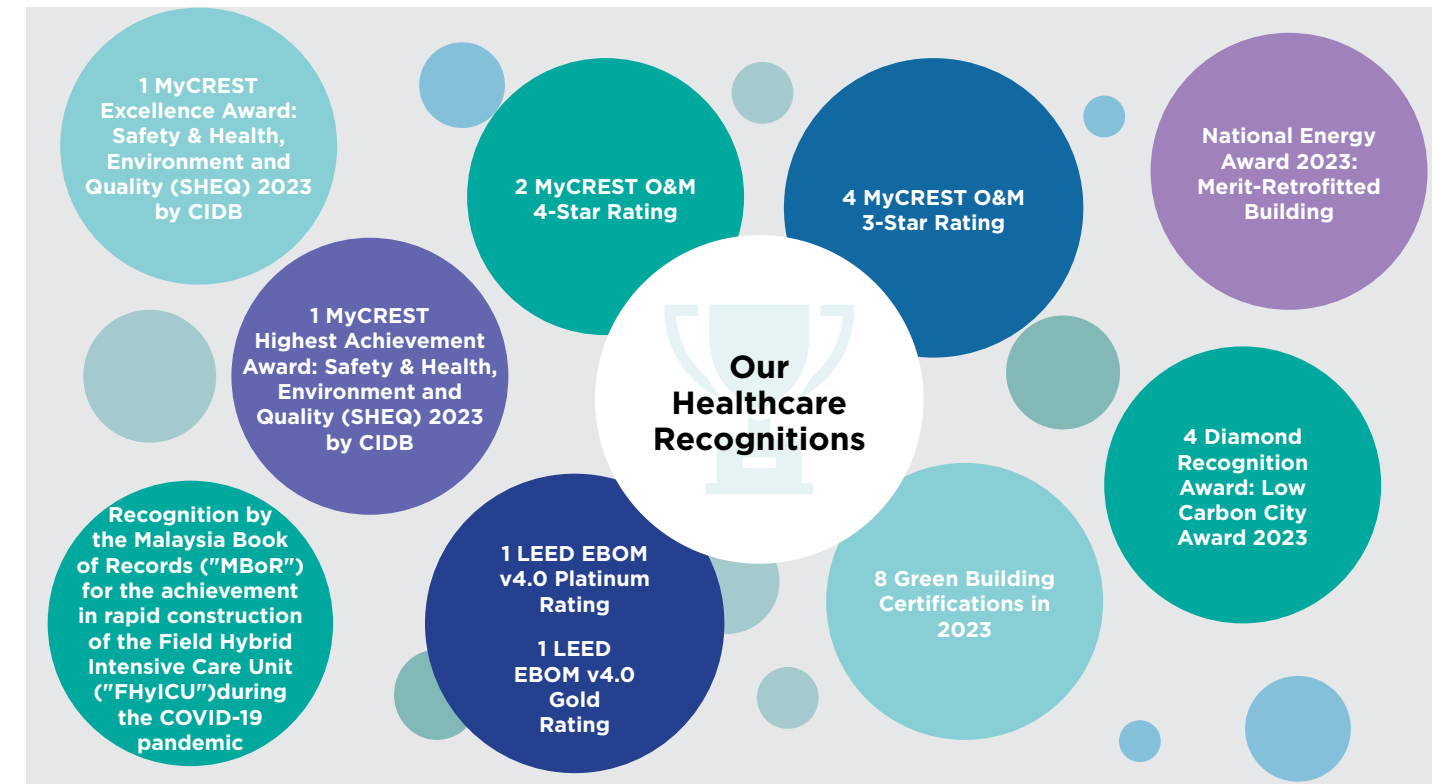 1 MyCREST
Excellence Award:
Safety & Health,
Environment and
Quality (SHEQ) 2023
by CIDB
2 MyCREST O&M
4-Star Rating
4 MyCREST O&M
3-Star Rating
National Energy
Award 2023:
Merit-Retrofitted
Building
1 MyCREST
Highest Achievement
Award: Safety & Health,
Environment and
Quality (SHEQ) 2023
by CIDB
Our
Healthcare
Recognitions
4 Diamond
Recognition
Award: Low
Carbon City
Award 2023
Recognition by
the Malaysia Book
of Records ("MBoR")
for the achievement
in rapid construction
of the Field Hybrid
Intensive Care Unit
("FHyICU")during
the COVID-19
pandemic
1 LEED EBOM
v4.0 Platinum
Rating
1 LEED
EBOM v4.0
Gold
Rating
8 Green Building
Certifications in
2023